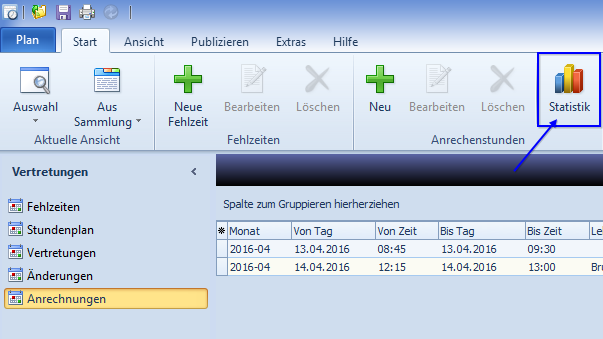 Plan Start Ansicht Publizieren Extras Hilfe
Auswahl Aus Sammlung Neue Fehlzeit Bearbeiten Löschen Neu Bearbeiten Löschen Statistik
Aktuelle Ansicht Fehlzeiten Anrechenstunden
Vertretungen
Fehlzeiten
Stundenplan
Vertretungen
Änderungen
Anrechnungen
Spalte zum Gruppieren hierherziehen
Monat Von Tag Von Zeit Bis Tag Bis Zeit Le
2016-04 13.04.2016 08:45 13.04.2016 09:30
2016-04 14.04.2016 12:15 14.04.2016 13:00 Br